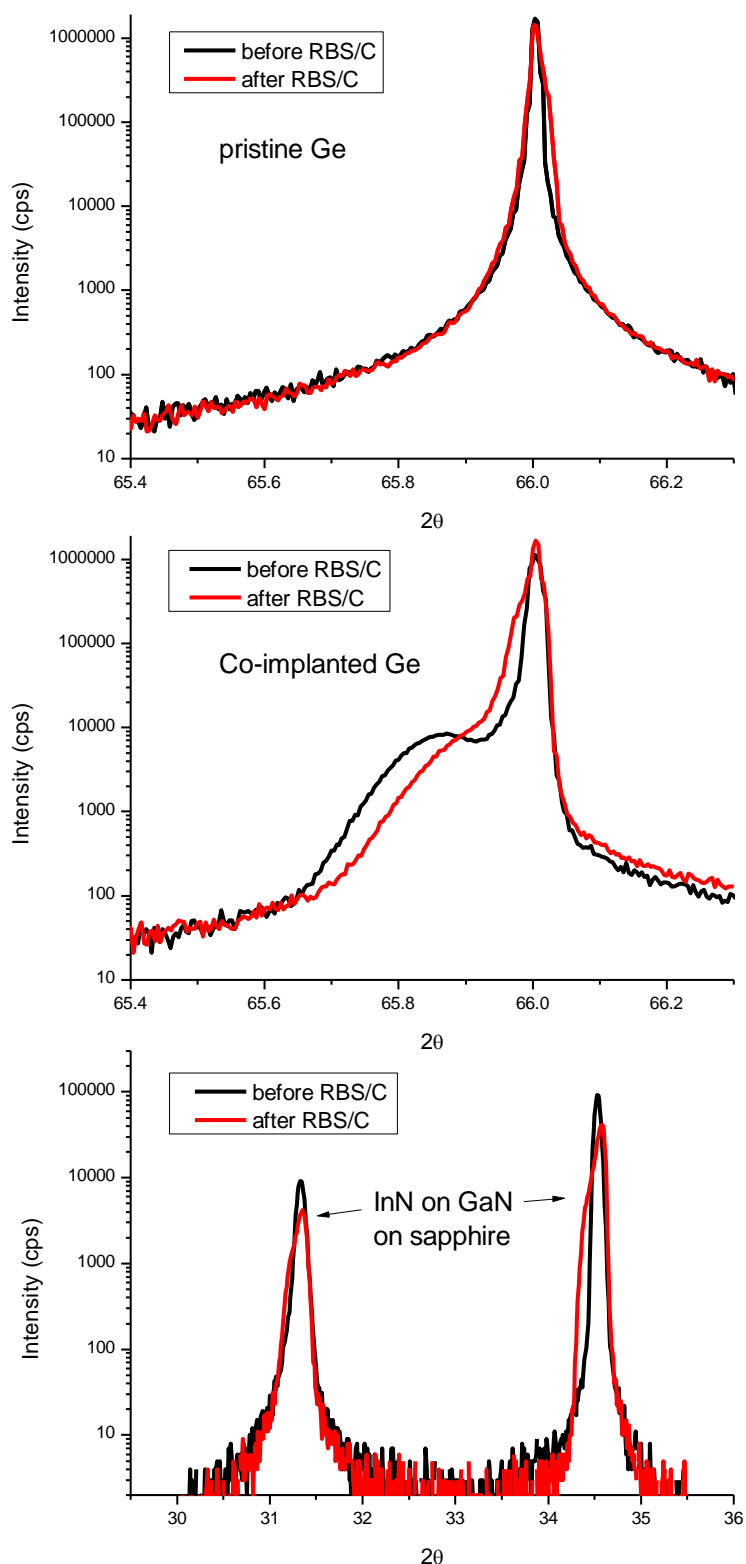 1000000
100000
10000
1000
100
10
Intensity (cps)
before RBS/C
after RBS/C
pristine Ge
65.4 65.6 65.8 66.0 66.2
2θ
1000000
100000
10000
1000
100
10
Intensity (cps)
before RBS/C
after RBS/C
Co-implanted Ge
65.4 65.6 65.8 66.0 66.2
2θ
100000
10000
1000
100
10
Intensity (cps)
before RBS/C
after RBS/C
InN on GaN
on sapphire
30 31 32 33 34 35 36
2θ